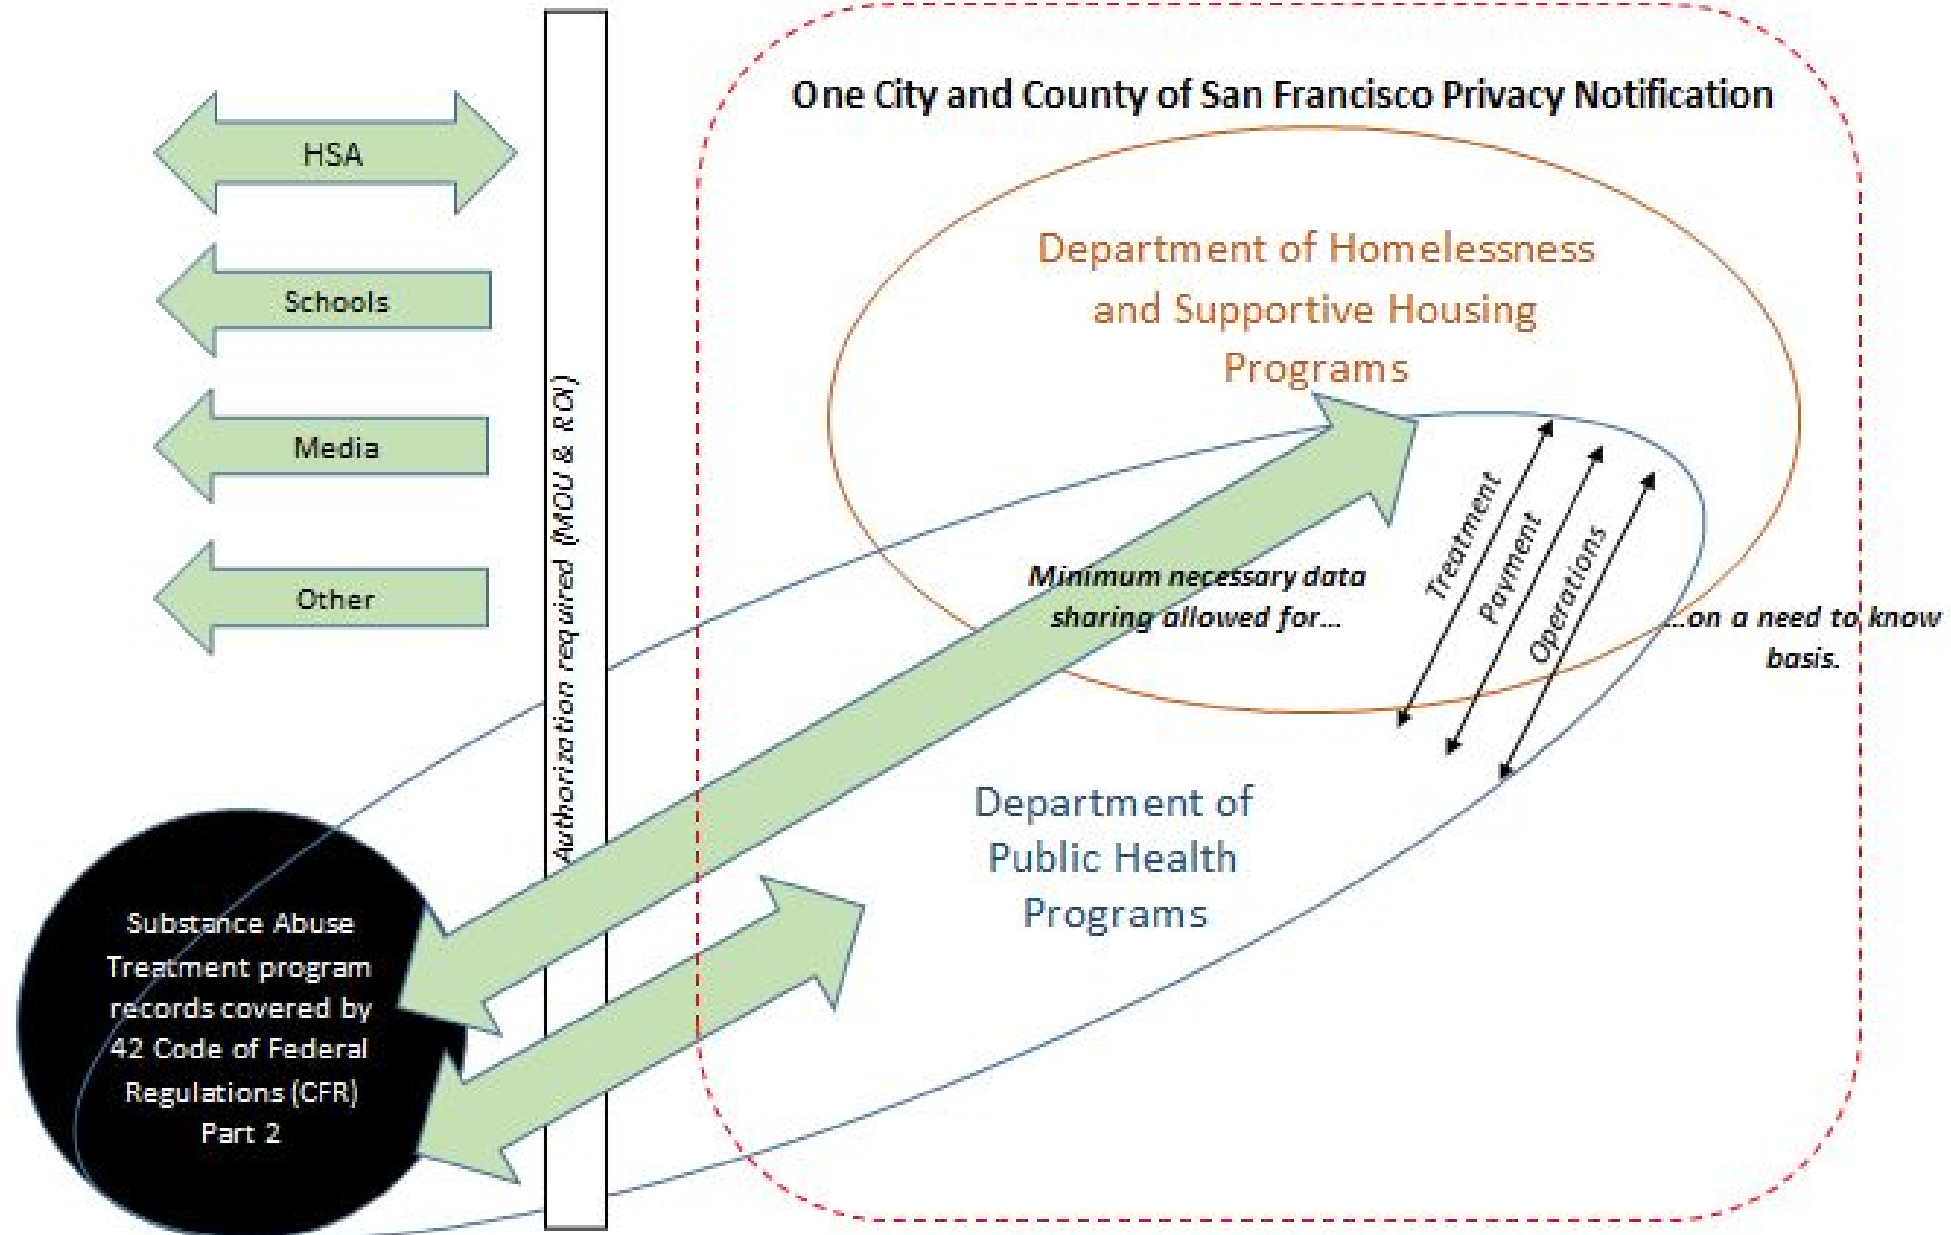 One City and County of San Francisco Privacy Notification
HSA
Schools
Media
Other
Authorization required (MOU & ROI)
Department of Homelessness
and Supportive Housing
Programs
Minimum necessary data
sharing allowed for...
Treatment
Payment
Operations
...on a need to know
basis.
Department of
Public Health
Programs
Substance Abuse
Treatment program
records covered by
42 Code of Federal
Regulations (CFR)
Part 2